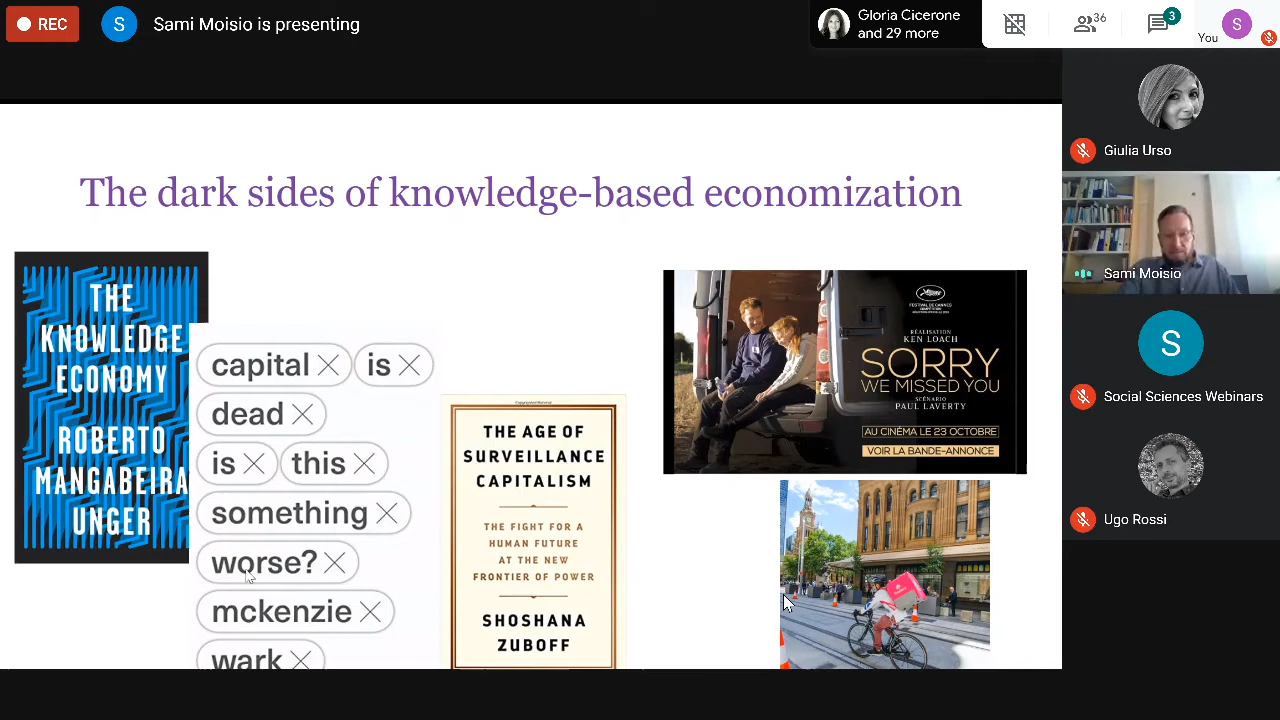 REC
S
Sami Moisio is presenting
Gloria Cicerone
and 29 more
36
3
You
S
Giulia Urso
Sami Moisio
S
Social Sciences Webinars
Ugo Rossi
The dark sides of knowledge-based economization
THE
KNOWLEDGE
ECONOMY
ROBERTO
MANGABEIRA
UNGER
capital
is
dead
is
this
something
worse?
mckenzie
wark
THE AGE OF
SURVEILLANCE
CAPITALISM
THE FIGHT FOR A
HUMAN FUTURE
AT THE NEW
FRONTIER OF POWER
SHOSHANA
ZUBOFF
FESTIVAL DE CANNES
RÉALISATION
KEN LOACH
SORRY
WE MISSED YOU
SCÉNARIO
PAUL LAVERTY
AU CINÉMA LE 23 OCTOBRE
VOIR LA BANDE-ANNONCE